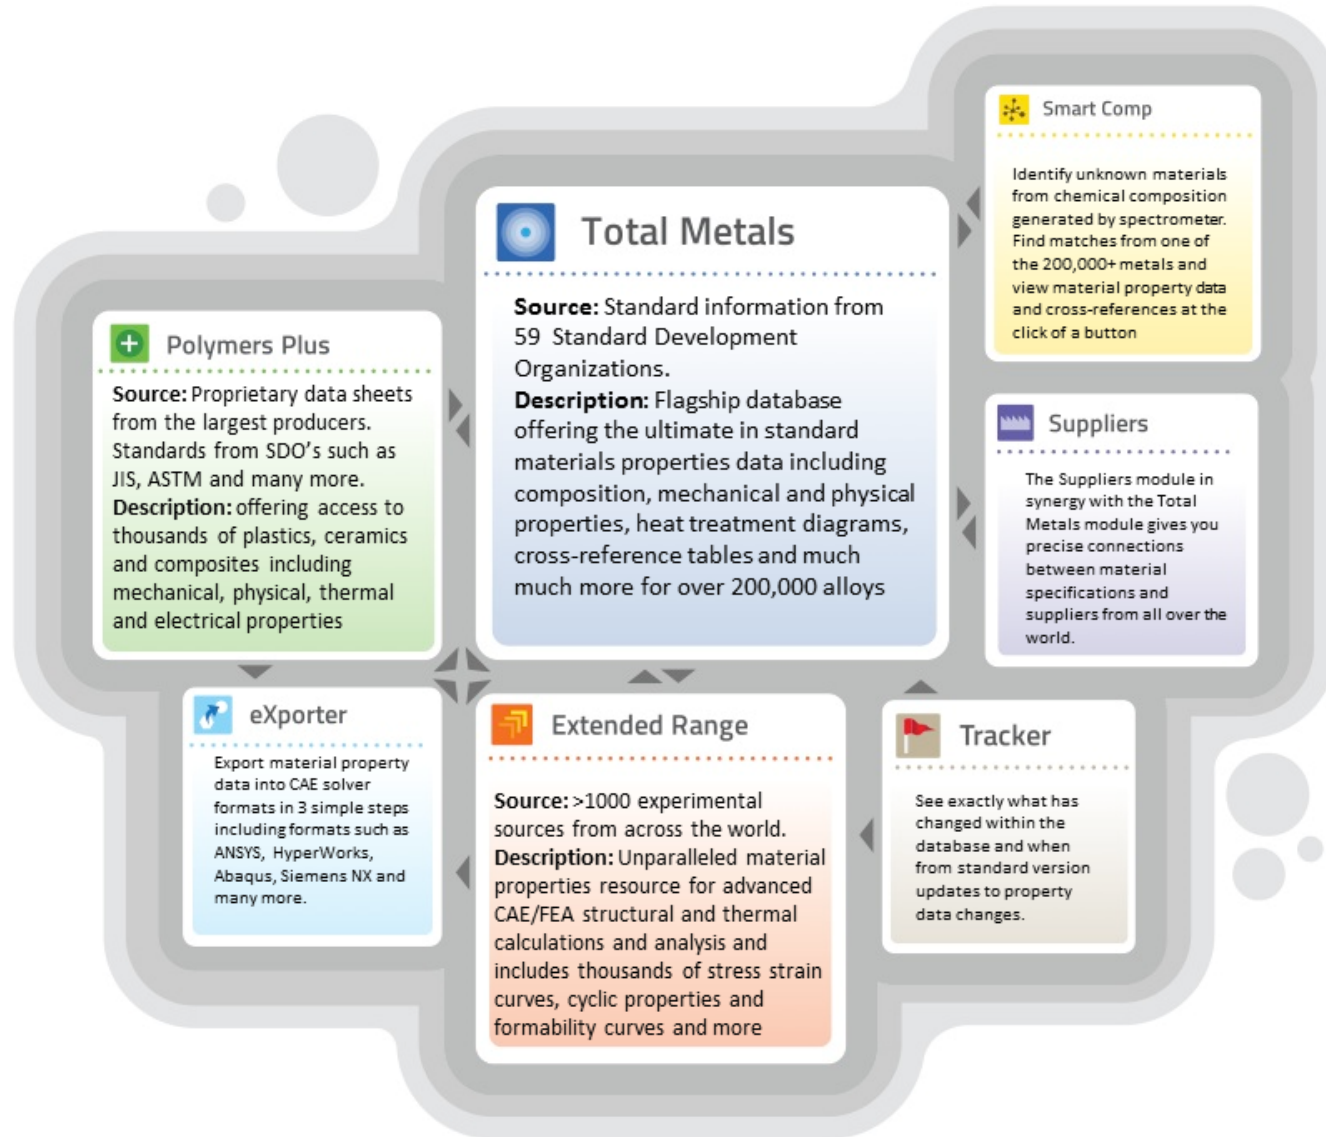 Smart Comp
Identify unknown materials
from chemical composition
generated by spectrometer.
Find matches from one of
the 200,000+ metals and
view material property data
and cross-references at the
click of a button
Total Metals
Source: Standard information from
59 Standard Development
Organizations.
Description: Flagship database
offering the ultimate in standard
materials properties data including
composition, mechanical and physical
properties, heat treatment diagrams,
cross-reference tables and much
much more for over 200,000 alloys
Polymers Plus
Source: Proprietary data sheets
from the largest producers.
Standards from SDO's such as
JIS, ASTM and many more.
Description: offering access to
thousands of plastics, ceramics
and composites including
mechanical, physical, thermal
and electrical properties
Suppliers
The Suppliers module in
synergy with the Total
Metals module gives you
precise connections
between material
specifications and
suppliers from all over the
world.
eXporter
Export material property
data into CAE solver
formats in 3 simple steps
including formats such as
ANSYS, HyperWorks,
Abaqus, Siemens NX and
many more.
Extended Range
Source: >1000 experimental
sources from across the world.
Description: Unparalleled material
properties resource for advanced
CAE/FEA structural and thermal
calculations and analysis and
includes thousands of stress strain
curves, cyclic properties and
formability curves and more
Tracker
See exactly what has
changed within the
database and when
from standard version
updates to property
data changes.